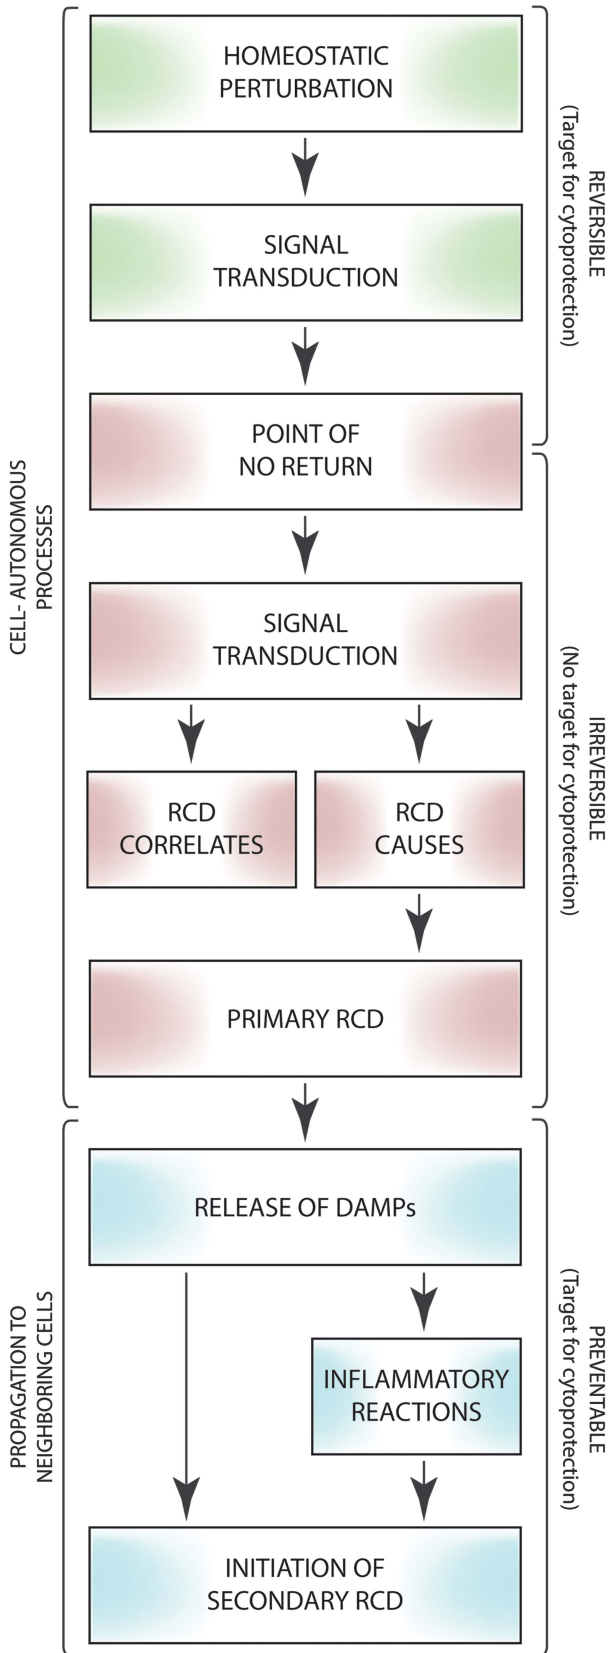 HOMEOSTATIC
PERTURBATION
SIGNAL
TRANSDUCTION
REVERSIBLE
(Target for cytoprotection)
POINT OF
NO RETURN
CELL- AUTONOMOUS
PROCESSES
SIGNAL
TRANSDUCTION
RCD
CORRELATES
RCD
CAUSES
IRREVERSIBLE
(No target for cytoprotection)
PRIMARY RCD
RELEASE OF DAMPs
PROPAGATION TO
NEIGHBORING CELLS
INFLAMMATORY
REACTIONS
PREVENTABLE
(Target for cytoprotection)
INITIATION OF
SECONDARY RCD